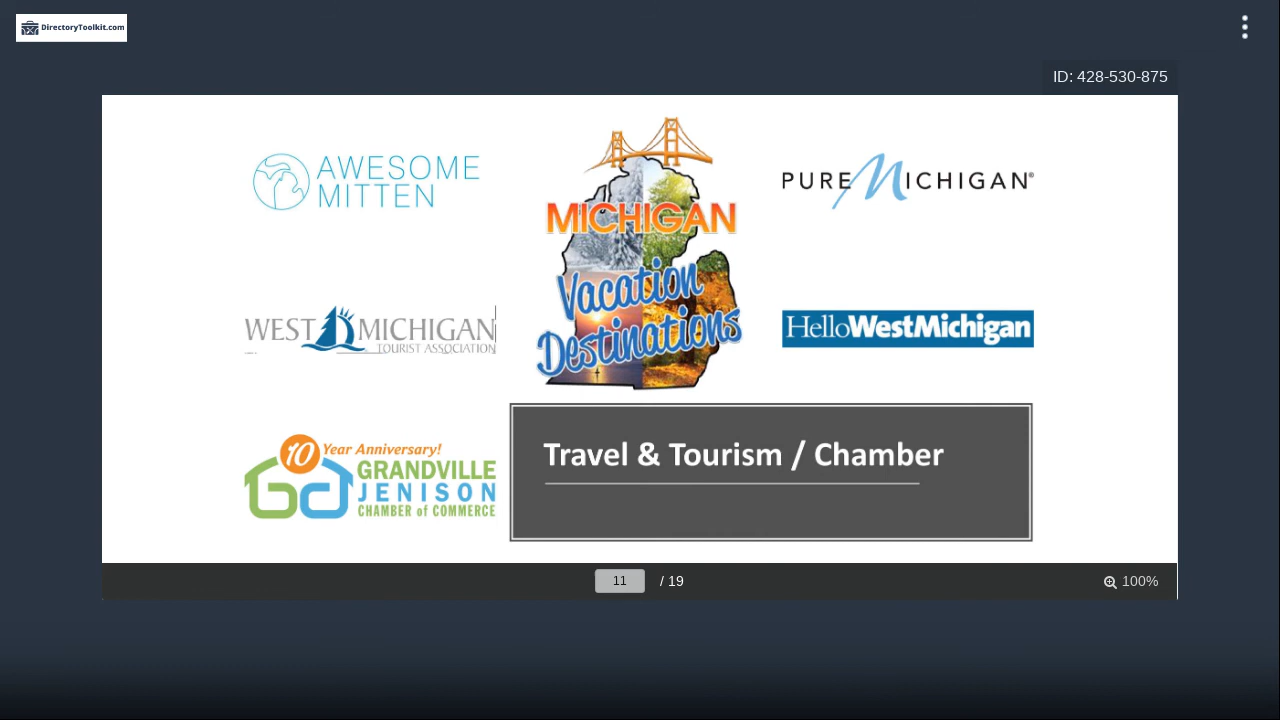 DirectoryToolkit.com
ID: 428-530-875
AWESOME
MITTEN
MICHIGAN
Vacation
Destinations
PURE MICHIGAN®
WEST MICHIGAN
TOURIST ASSOCIATION
HelloWestMichigan
10 Year Anniversary!
GRANDVILLE
JENISON
CHAMBER of COMMERCE
Travel & Tourism / Chamber
11 / 19
100%